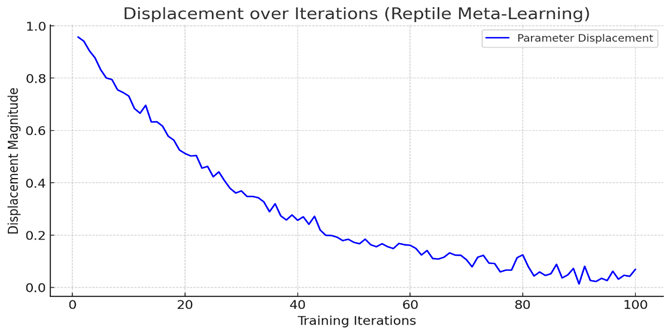 Displacement over Iterations (Reptile Meta-Learning)
Parameter Displacement
Displacement Magnitude
1.0
0.8
0.6
0.4
0.2
0.0
0 20 40 60 80 100
Training Iterations